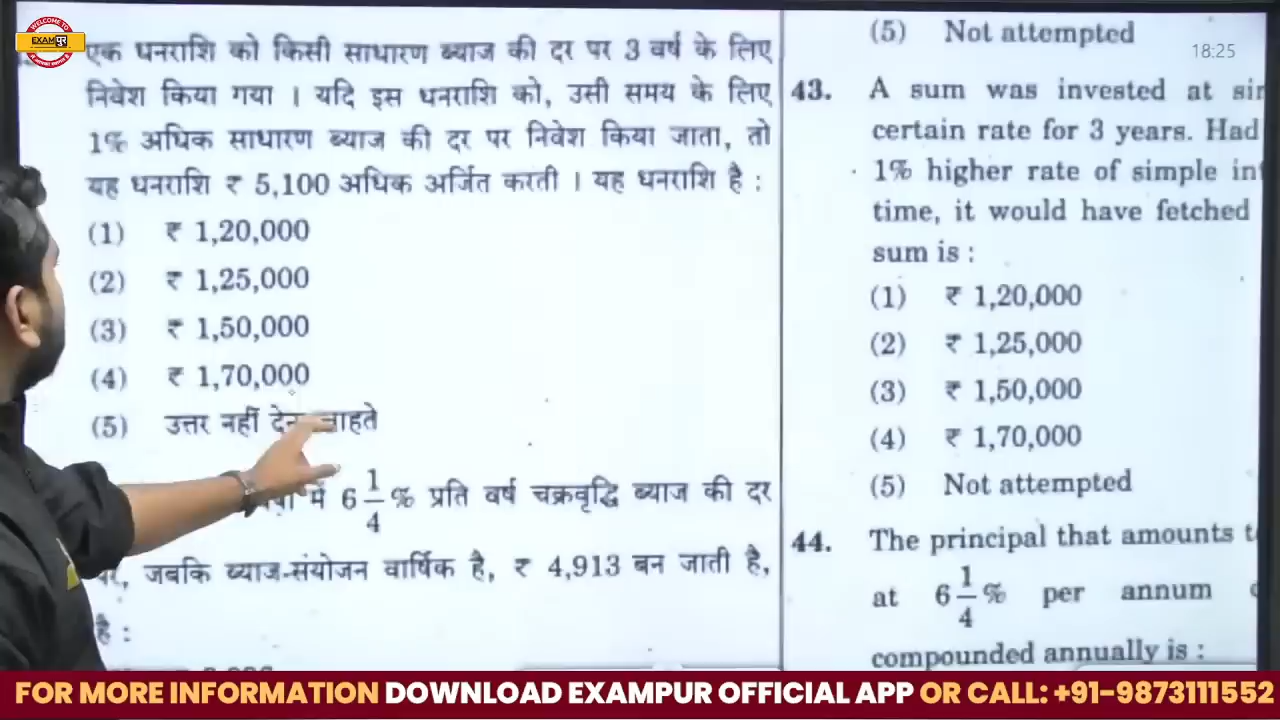 WELCOME TO
EXAMपुर
एक धनराशि को किसी साधारण ब्याज की दर पर 3 वर्ष के लिए
निवेश किया गया । यदि इस धनराशि को, उसी समय के लिए
1% अधिक साधारण ब्याज की दर पर निवेश किया जाता, तो
यह धनराशि ₹ 5,100 अधिक अर्जित करती । यह धनराशि है :
(1) ₹ 1,20,000
(2) ₹ 1,25,000
(3) ₹ 1,50,000
(4) ₹ 1,70,000
(5) उत्तर नहीं
में 6 1/4 % प्रति वर्ष चक्रवृद्धि ब्याज की दर
पर, जबकि ब्याज-संयोजन वार्षिक है, ₹ 4,913 बन जाती है,
है :
(5) Not attempted
18:25
43. A sum was invested at
certain rate for 3 years. Had
1% higher rate of simple
time, it would have fetched
sum is :
(1) ₹ 1,20,000
(2) ₹ 1,25,000
(3) ₹ 1,50,000
(4) ₹ 1,70,000
(5) Not attempted
44. The principal that amounts
at 6 1/4 % per annum
compounded annually is :
FOR MORE INFORMATION DOWNLOAD EXAMPUR OFFICIAL APP OR CALL: +91-9873111552